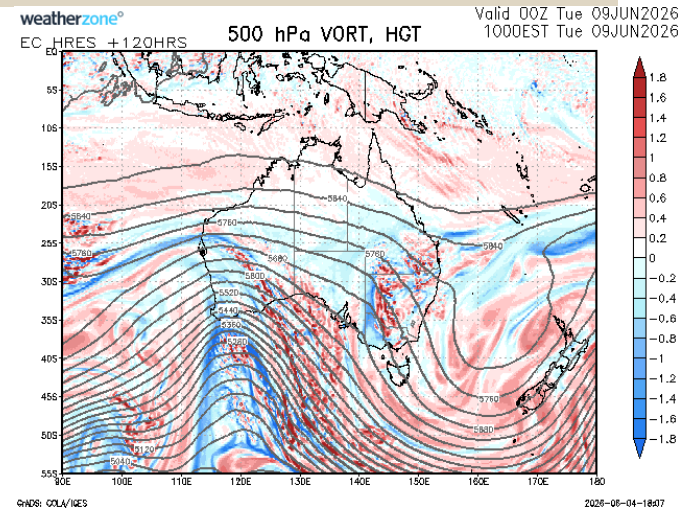 weatherzone®
Valid 00Z Tue 09JUN2026
EC HRES +120HRS
500 hPa VORT, HGT
1000EST Tue 09JUN2026
EQ
5S
10S
15S
20S
25S
30S
35S
40S
45S
50S
55S
90E
100E
110E
120E
130E
140E
150E
160E
170E
180
5840
5840
5760
5840
5760
5760
5680
5600
5520
5440
5360
5280
5760
5680
5120
5040
1.8
1.6
1.4
1.2
1
0.8
0.6
0.4
0.2
0
-0.2
-0.4
-0.6
-0.8
-1
-1.2
-1.4
-1.6
-1.8
GrADS: COLA/IGES
2026-06-04-18:07